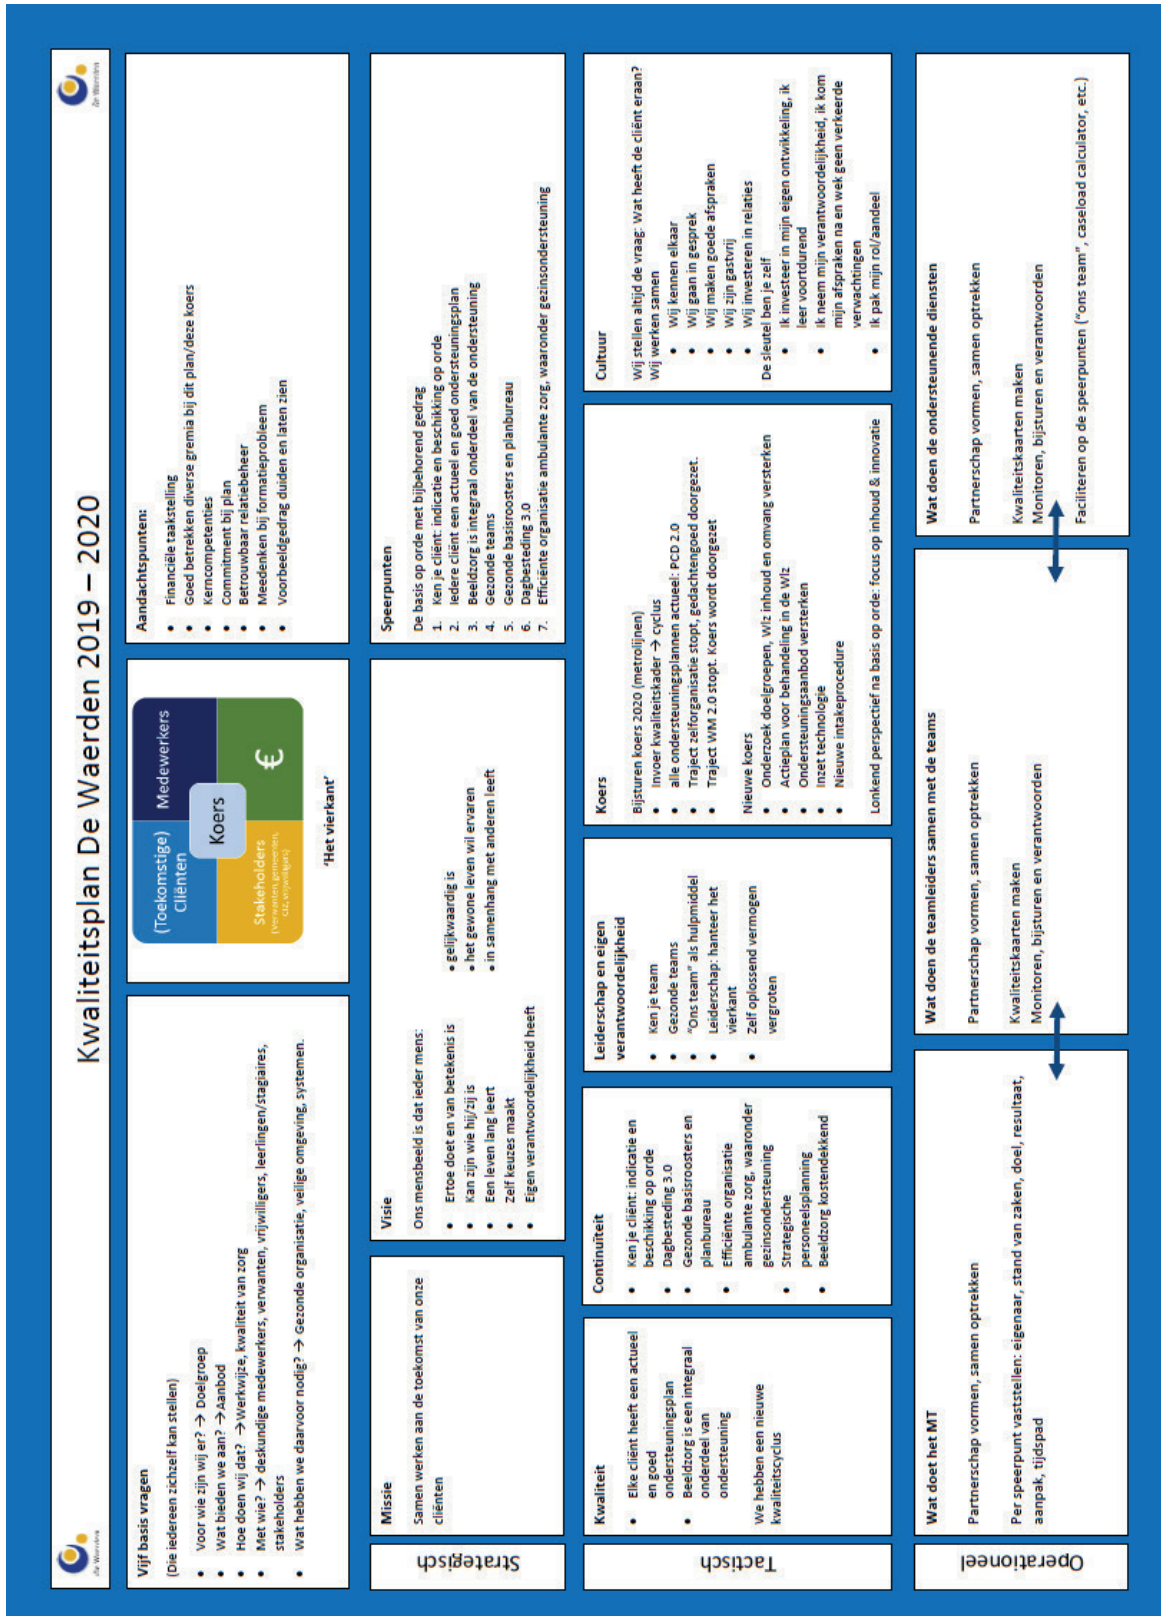 Kwaliteitsplan De Waerden 2019 – 2020
de Waerden
de Waerden
Vijf basis vragen
(Die iedereen zichzelf kan stellen)
• Voor wie zijn wij er? → Doelgroep
• Wat bieden we aan? →Aanbod
• Hoe doen wij dat? →Werkwijze, kwaliteit van zorg
• Met wie? → deskundige medewerkers, verwanten, vrijwilligers, leerlingen/stagiaires,
stakeholders
• Wat hebben we daarvoor nodig? → Gezonde organisatie, veilige omgeving, systemen.
(Toekomstige)
Cliënten
Medewerkers
Koers
Stakeholders
(verwanten, gemeenten,
ciz, vrijwilligers)
€
'Het vierkant'
Aandachtspunten:
• Financiële taakstelling
• Goed betrekken diverse gremia bij dit plan/deze koers
• Kerncompetenties
• Commitment bij plan
• Betrouwbaar relatiebeheer
• Meedenken bij formatieprobleem
• Voorbeeldgedrag duiden en laten zien
Strategisch
Missie
Samen werken aan de toekomst van onze
cliënten
Visie
Ons mensbeeld is dat ieder mens:
• Ertoe doet en van betekenis is
• Kan zijn wie hij/zij is
• Een leven lang leert
• Zelf keuzes maakt
• Eigen verantwoordelijkheid heeft
• gelijkwaardig is
• het gewone leven wil ervaren
• in samenhang met anderen leeft
Speerpunten
De basis op orde met bijbehorend gedrag
1. Ken je cliënt: indicatie en beschikking op orde
2. Iedere cliënt een actueel en goed ondersteuningsplan
3. Beeldzorg is integraal onderdeel van de ondersteuning
4. Gezonde teams
5. Gezonde basisroosters en planbureau
6. Dagbesteding 3.0
7. Efficiënte organisatie ambulante zorg, waaronder gezinsondersteuning
Tactisch
Kwaliteit
• Elke cliënt heeft een actueel
en goed
ondersteuningsplan
• Beeldzorg is een integraal
onderdeel van
ondersteuning
We hebben een nieuwe
kwaliteitscyclus
Continuïteit
• Ken je cliënt: indicatie en
beschikking op orde
• Dagbesteding 3.0
• Gezonde basisroosters en
planbureau
• Efficiënte organisatie
ambulante zorg, waaronder
gezinsondersteuning
• Strategische
personeelsplanning
• Beeldzorg kostendekkend
Leiderschap en eigen
verantwoordelijkheid
• Ken je team
• Gezonde teams
• "Ons team" als hulpmiddel
• Leiderschap: hanteer het
vierkant
• Zelf oplossend vermogen
vergroten
Koers
Bijsturen koers 2020 (metrolijnen)
• Invoer kwaliteitskader → cyclus
• alle ondersteuningsplannen actueel: PCD 2.0
• Traject zelforganisatie stopt, gedachtengoed doorgezet.
• Traject WM 2.0 stopt. Koers wordt doorgezet
Nieuwe koers
• Onderzoek doelgroepen, Wlz inhoud en omvang versterken
• Actieplan voor behandeling in de Wlz
• Ondersteuningsaanbod versterken
• Inzet technologie
• Nieuwe intakeprocedure
Lonkend perspectief na basis op orde: focus op inhoud & innovatie
Cultuur
Wij stellen altijd de vraag: Wat heeft de cliënt eraan?
Wij werken samen
• Wij kennen elkaar
• Wij gaan in gesprek
• Wij maken goede afspraken
• Wij zijn gastvrij
• Wij investeren in relaties
De sleutel ben je zelf
• Ik investeer in mijn eigen ontwikkeling, ik
leer voortdurend
• Ik neem mijn verantwoordelijkheid, ik kom
mijn afspraken na en wek geen verkeerde
verwachtingen
• Ik pak mijn rol/aandeel
Operationeel
Wat doet het MT
Partnerschap vormen, samen optrekken
Per speerpunt vaststellen: eigenaar, stand van zaken, doel, resultaat,
aanpak, tijdspad
Wat doen de teamleiders samen met de teams
Partnerschap vormen, samen optrekken
Kwaliteitskaarten maken
Monitoren, bijsturen en verantwoorden
Wat doen de ondersteunende diensten
Partnerschap vormen, samen optrekken
Kwaliteitskaarten maken
Monitoren, bijsturen en verantwoorden
Faciliteren op de speerpunten ("ons team", caseload calculator, etc.)